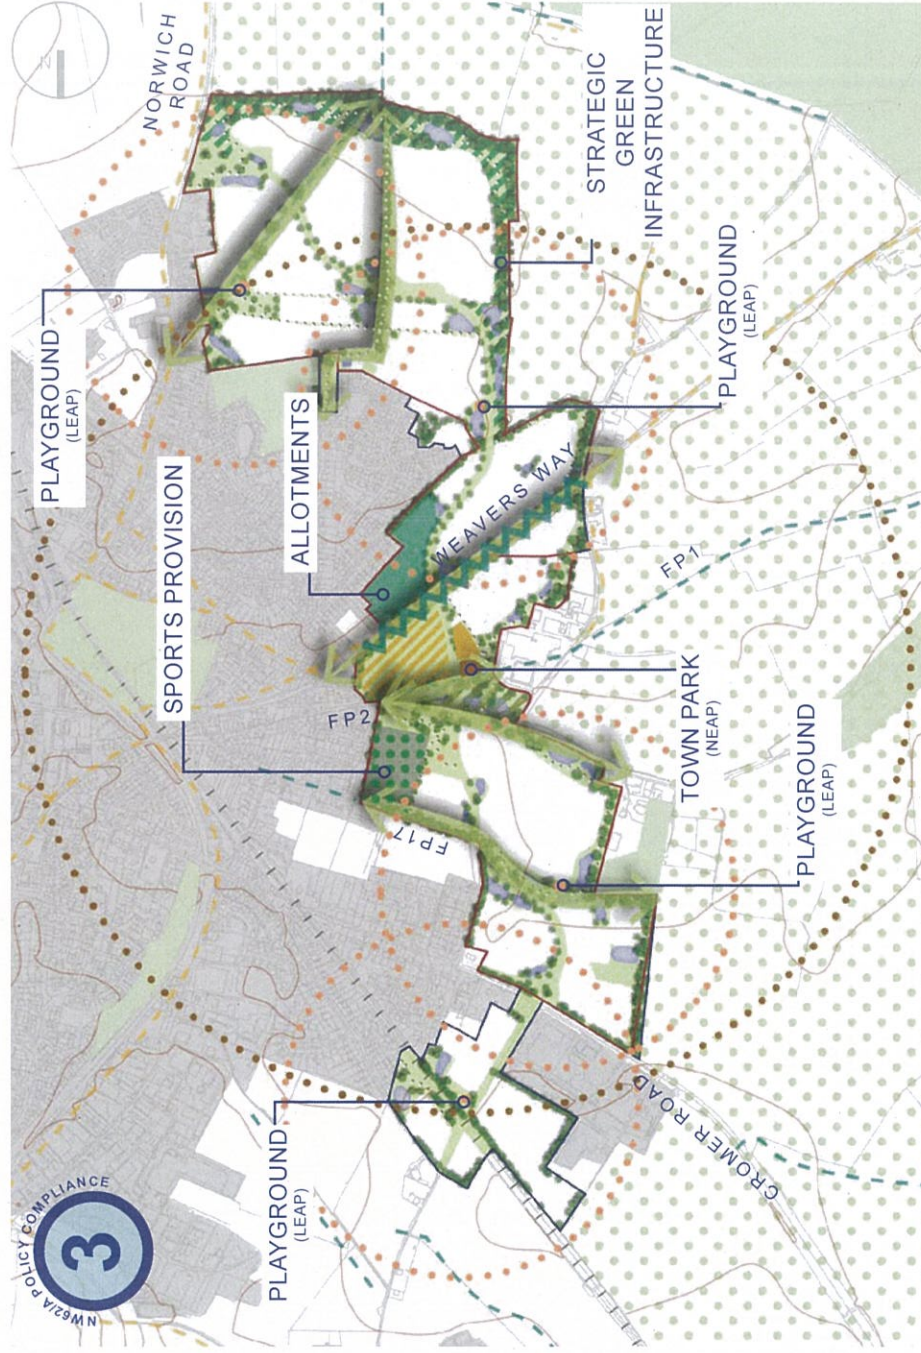 NW62/A POLICY COMPLIANCE
3
PLAYGROUND
(LEAP)
SPORTS PROVISION
PLAYGROUND
(LEAP)
ALLOTMENTS
NORWICH
ROAD
N
FP17
FP2
WEAVERS WAY
FP1
CROMER ROAD
PLAYGROUND
(LEAP)
TOWN PARK
(NEAP)
PLAYGROUND
(LEAP)
STRATEGIC
GREEN
INFRASTRUCTURE